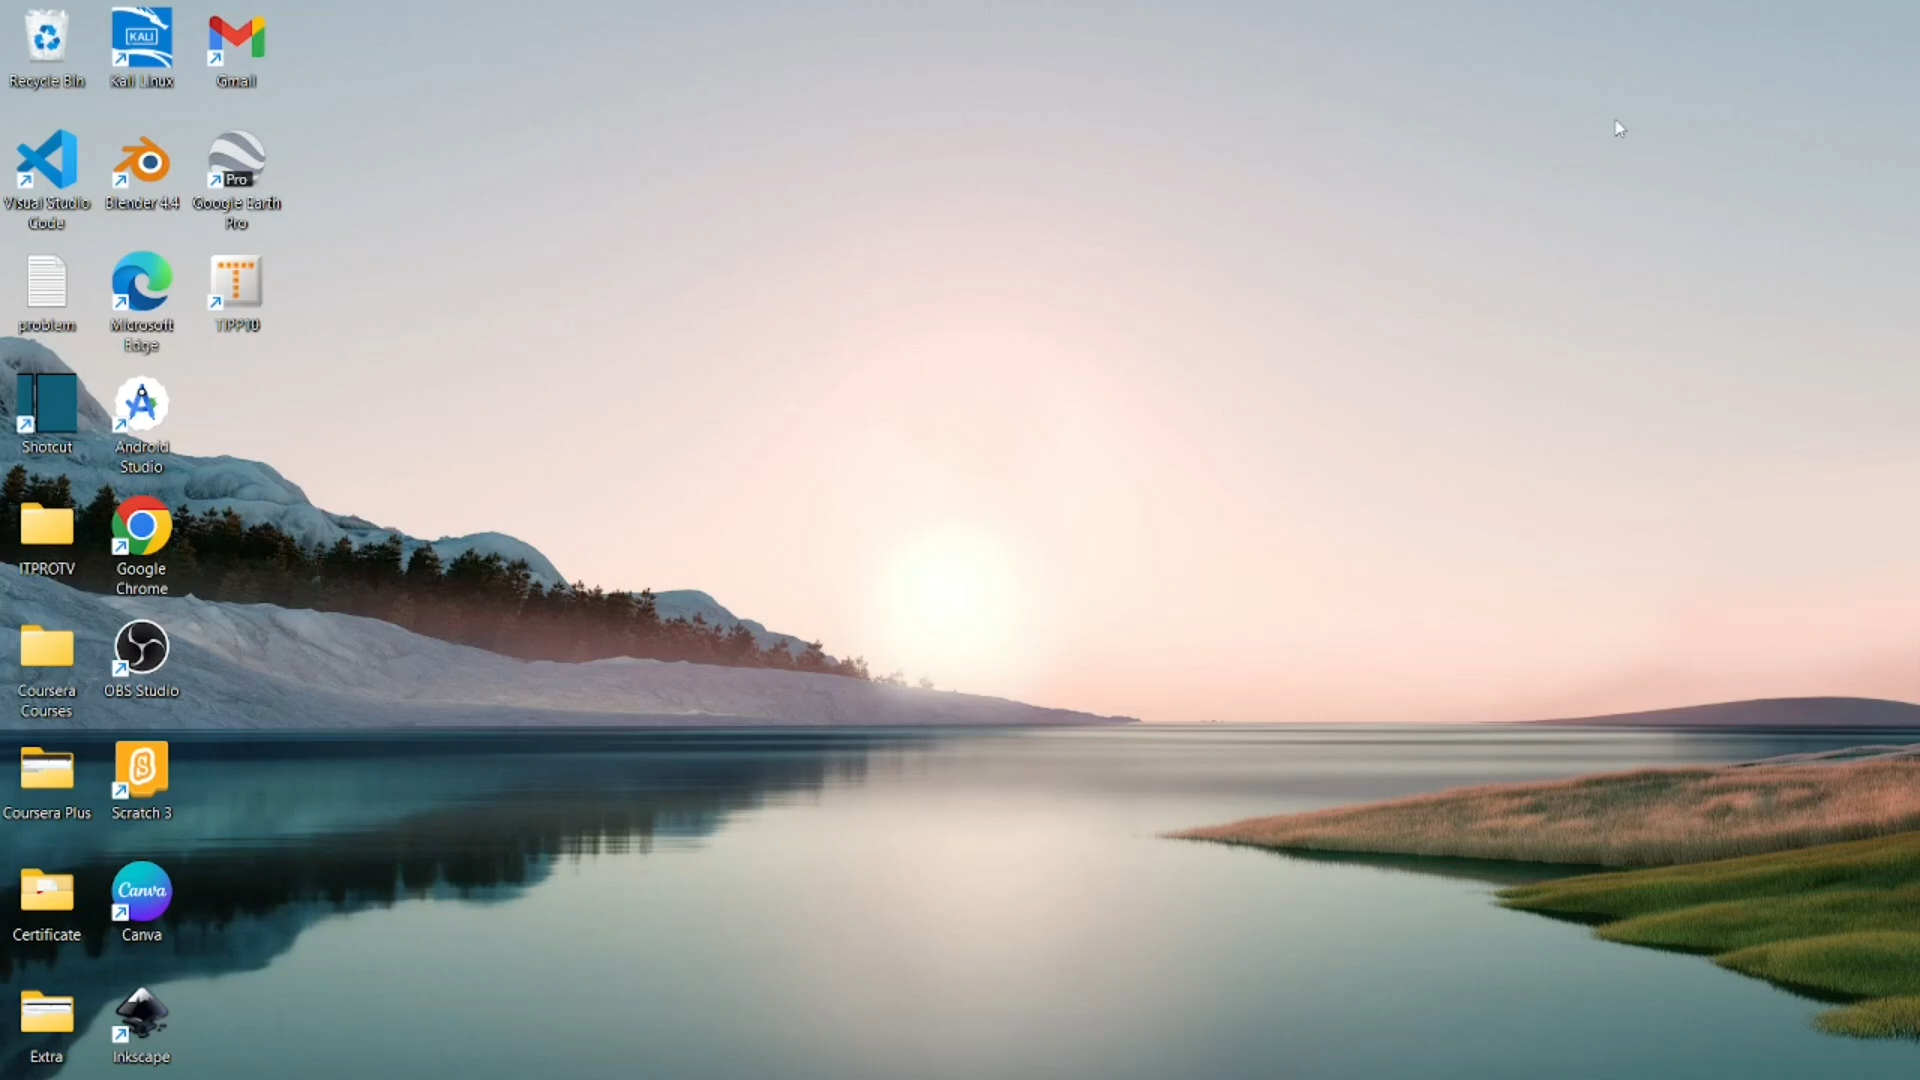 Recycle Bin
KALI
Kali Linux
Gmail
Visual Studio
Code
Blender 4.4
Pro
Google Earth
Pro
problem
Microsoft
Edge
T
TIPP10
Shotcut
Android
Studio
ITPROTV
Google
Chrome
Coursera
Courses
OBS Studio
Coursera Plus
S
Scratch 3
Certificate
Canva
Canva
Extra
Inkscape